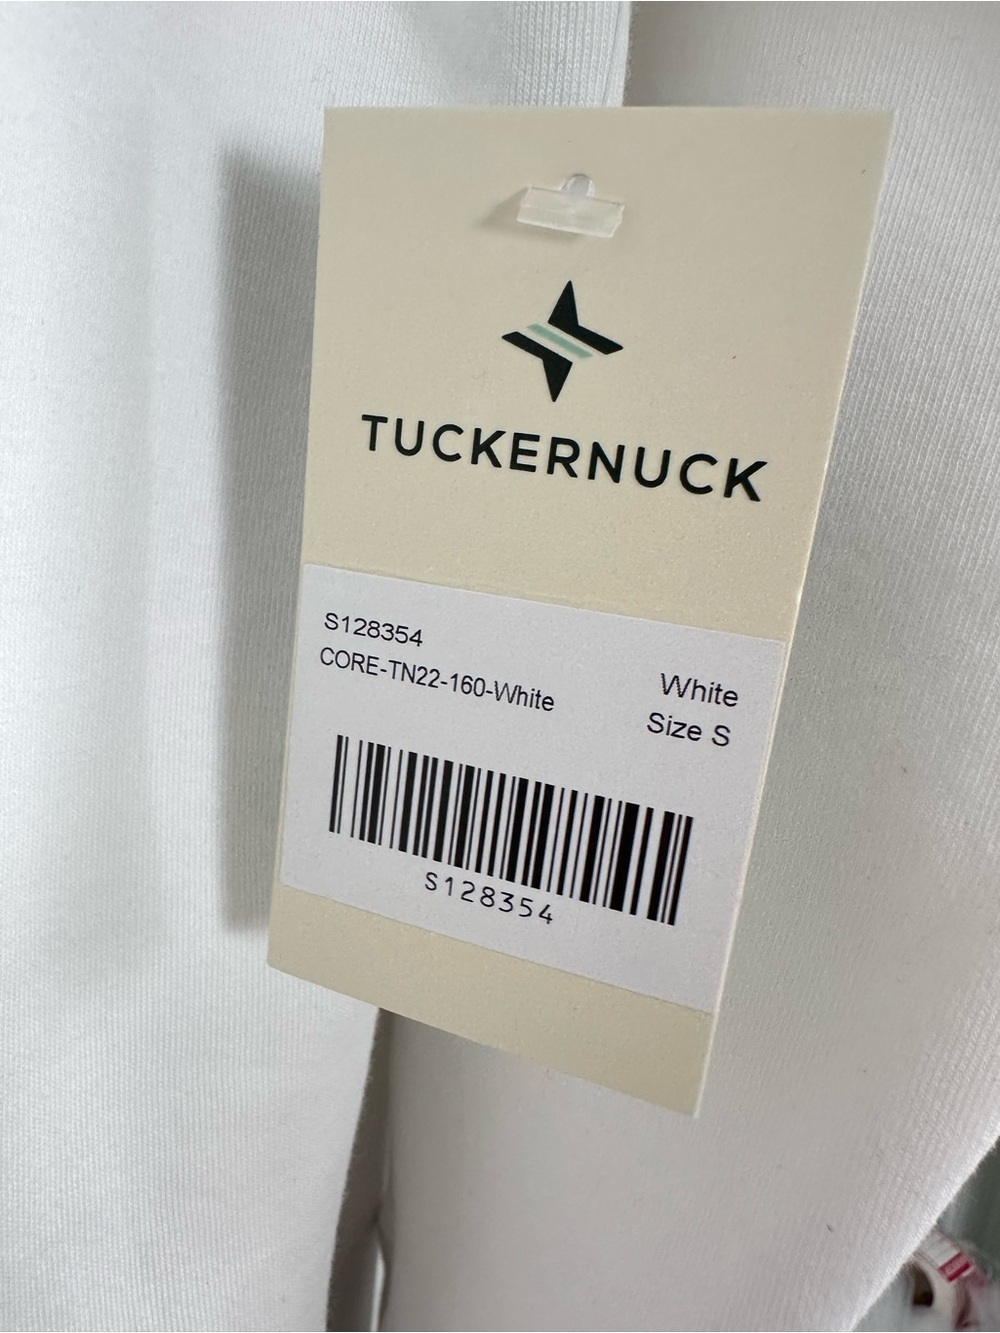 TUCKERNUCK
S128354
CORE-TN22-160-White
White
Size S
S128354